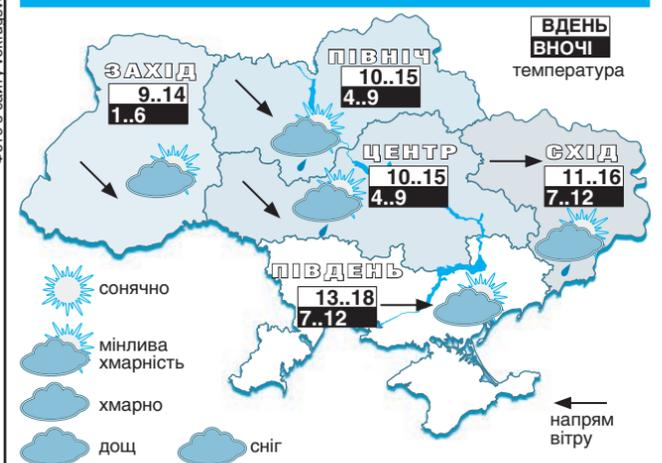 ВДЕНЬ
ВНОЧІ
температура
ПІВНІЧ
10..15
4..9
ЗАХІД
9..14
1..6
ЦЕНТР
10..15
4..9
СХІД
11..16
7..12
ПІВДЕНЬ
13..18
7..12
сонячно
мінлива
хмарність
хмарно
дощ
сніг
напрям
вітру